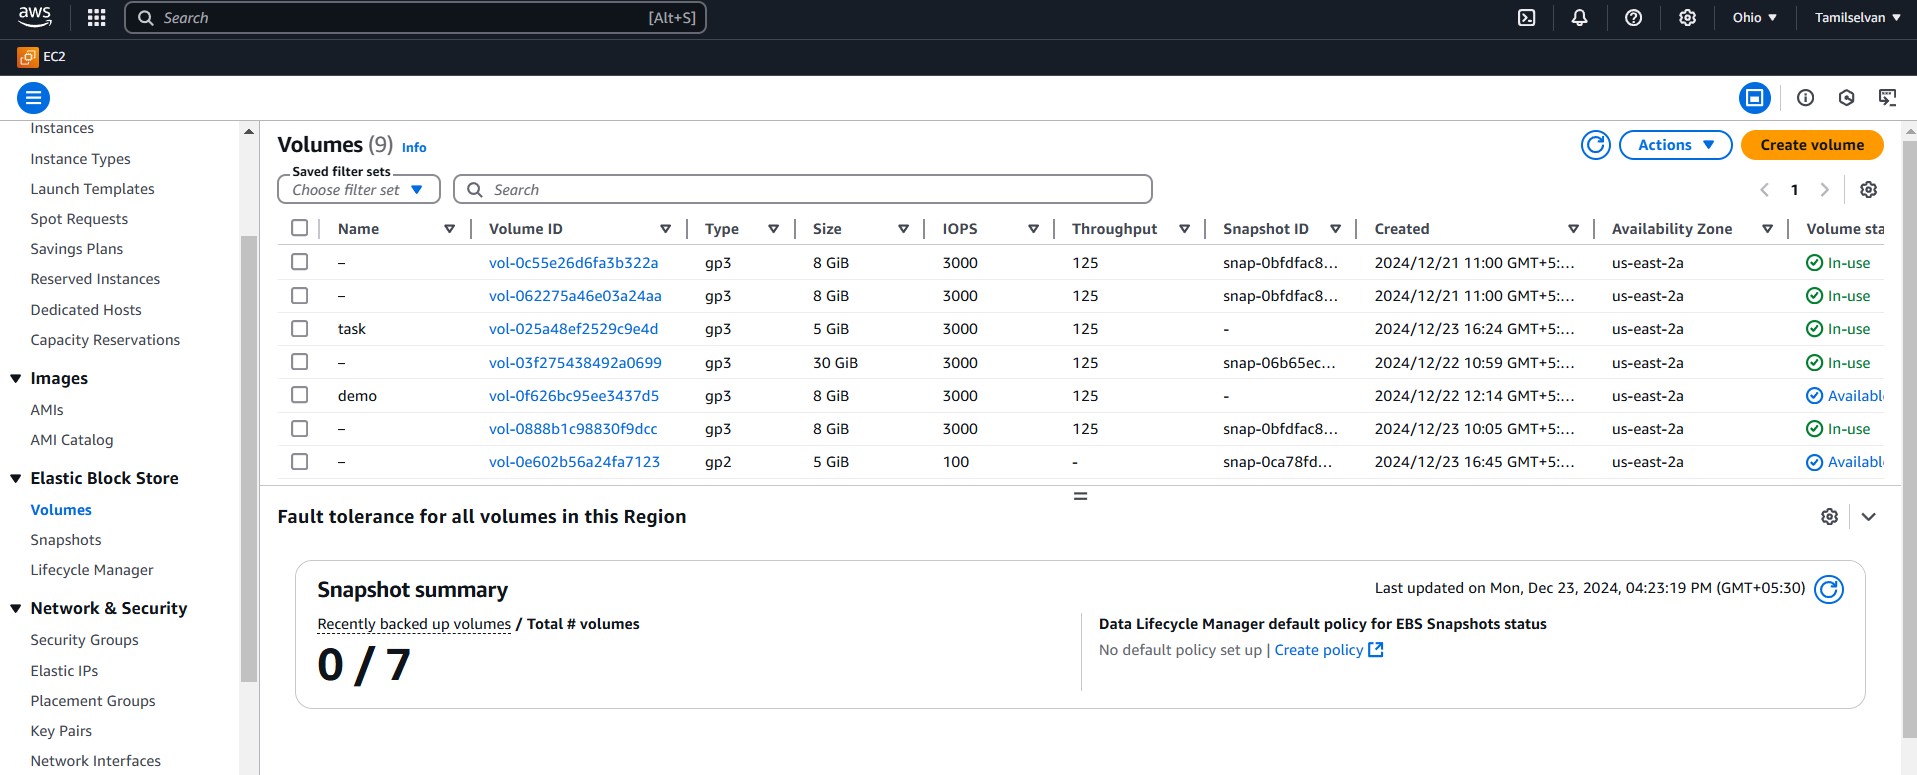 aws
Search [Alt+S] Ohio Tamilselvan
EC2
Instances
Instance Types
Launch Templates
Spot Requests
Savings Plans
Reserved Instances
Dedicated Hosts
Capacity Reservations
Images
AMIs
AMI Catalog
Elastic Block Store
Volumes
Snapshots
Lifecycle Manager
Network & Security
Security Groups
Elastic IPs
Placement Groups
Key Pairs
Network Interfaces
Volumes (9) Info
Actions Create volume
Saved filter sets
Choose filter set Search 1
Name Volume ID Type Size IOPS Throughput Snapshot ID Created Availability Zone Volume sta
– vol-0c55e26d6fa3b322a gp3 8 GiB 3000 125 snap-0bfdfac8... 2024/12/21 11:00 GMT+5:... us-east-2a In-use
– vol-062275a46e03a24aa gp3 8 GiB 3000 125 snap-0bfdfac8... 2024/12/21 11:00 GMT+5:... us-east-2a In-use
task vol-025a48ef2529c9e4d gp3 5 GiB 3000 125 - 2024/12/23 16:24 GMT+5:... us-east-2a In-use
– vol-03f275438492a0699 gp3 30 GiB 3000 125 snap-06b65ec... 2024/12/22 10:59 GMT+5:... us-east-2a In-use
demo vol-0f626bc95ee3437d5 gp3 8 GiB 3000 125 - 2024/12/22 12:14 GMT+5:... us-east-2a Availabl
– vol-0888b1c98830f9dcc gp3 8 GiB 3000 125 snap-0bfdfac8... 2024/12/23 10:05 GMT+5:... us-east-2a In-use
– vol-0e602b56a24fa7123 gp2 5 GiB 100 - snap-0ca78fd... 2024/12/23 16:45 GMT+5:... us-east-2a Availabl
Fault tolerance for all volumes in this Region
Snapshot summary
Last updated on Mon, Dec 23, 2024, 04:23:19 PM (GMT+05:30)
Recently backed up volumes / Total # volumes
0 / 7
Data Lifecycle Manager default policy for EBS Snapshots status
No default policy set up | Create policy